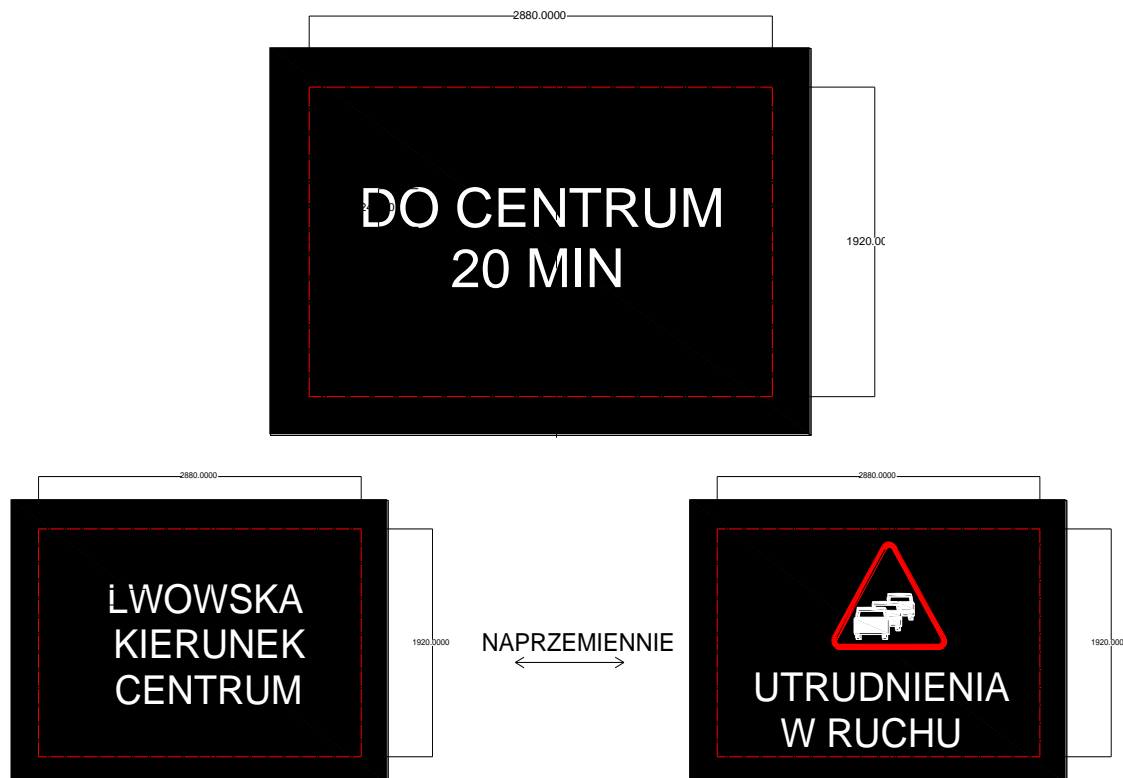 2880.0000
DO CENTRUM
20 MIN
1920.00
2880.0000
LWOWSKA
KIERUNEK
CENTRUM
1920.0000
NAPRZEMIENNIE
2880.0000
UTRUDNIENIA
W RUCHU
1920.000